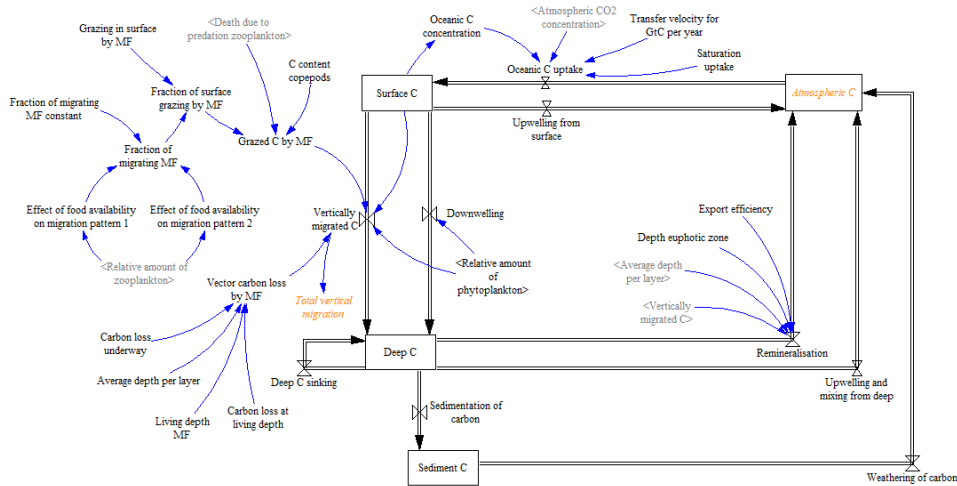 Grazing in surface
by MF
<Death due to
predation zooplankton>
Oceanic C
concentration
<Atmospheric CO2
concentration>
Transfer velocity for
GtC per year
C content
copepods
Oceanic C uptake
Saturation
uptake
Fraction of migrating
MF constant
Fraction of surface
grazing by MF
Surface C
Atmospheric C
Upwelling from
surface
Grazed C by MF
Fraction of
migrating MF
Effect of food availability
on migration pattern 1
Effect of food availability
on migration pattern 2
Vertically
migrated C
Downwelling
Export efficiency
Depth euphotic zone
<Relative amount of
zooplankton>
<Relative amount
of
phytoplankton>
<Average depth
per layer>
Vector carbon loss
by MF
Total vertical
migration
<Vertically
migrated C>
Carbon loss
underway
Deep C
Remineralisation
Average depth per layer
Deep C sinking
Upwelling and
mixing from deep
Living depth
MF
Carbon loss at
living depth
Sedimentation of
carbon
Sediment C
Weathering of carbon